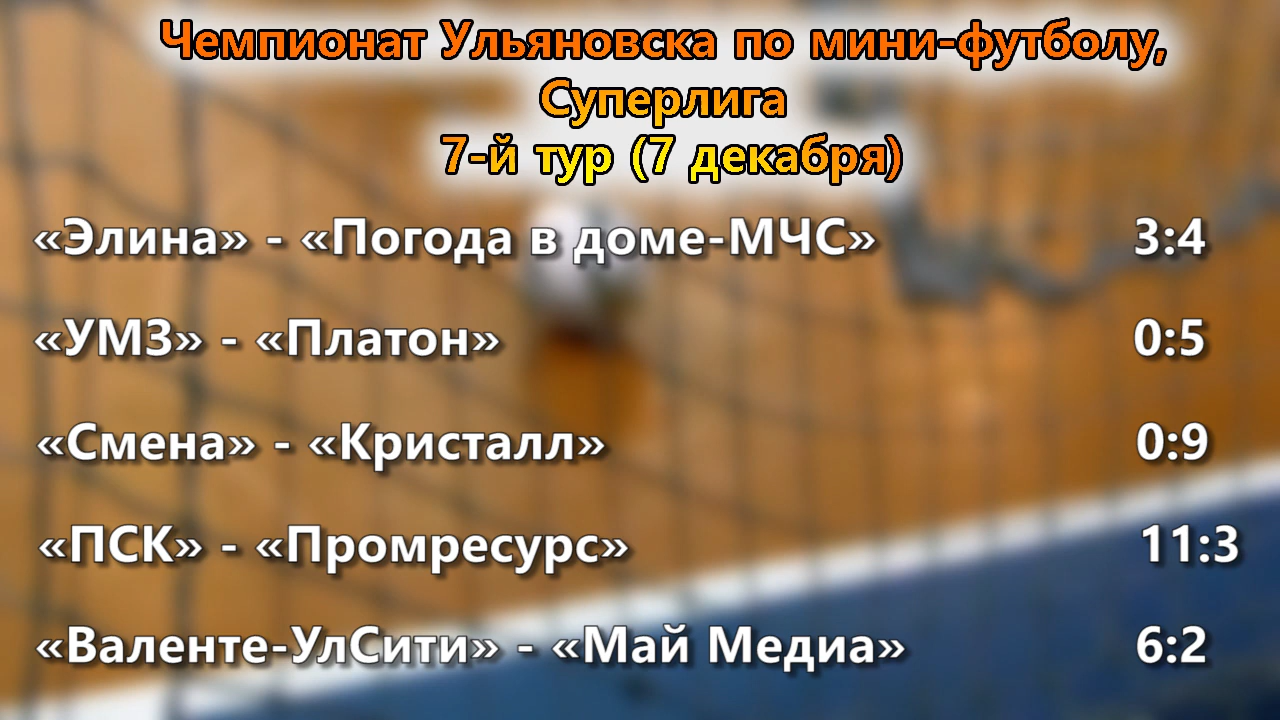 Чемпионат Ульяновска по мини-футболу,
Суперлига
7-й тур (7 декабря)
«Элина» - «Погода в доме-МЧС» 3:4
«УМЗ» - «Платон» 0:5
«Смена» - «Кристалл» 0:9
«ПСК» - «Промресурс» 11:3
«Валенте-УлСити» - «Май Медиа» 6:2